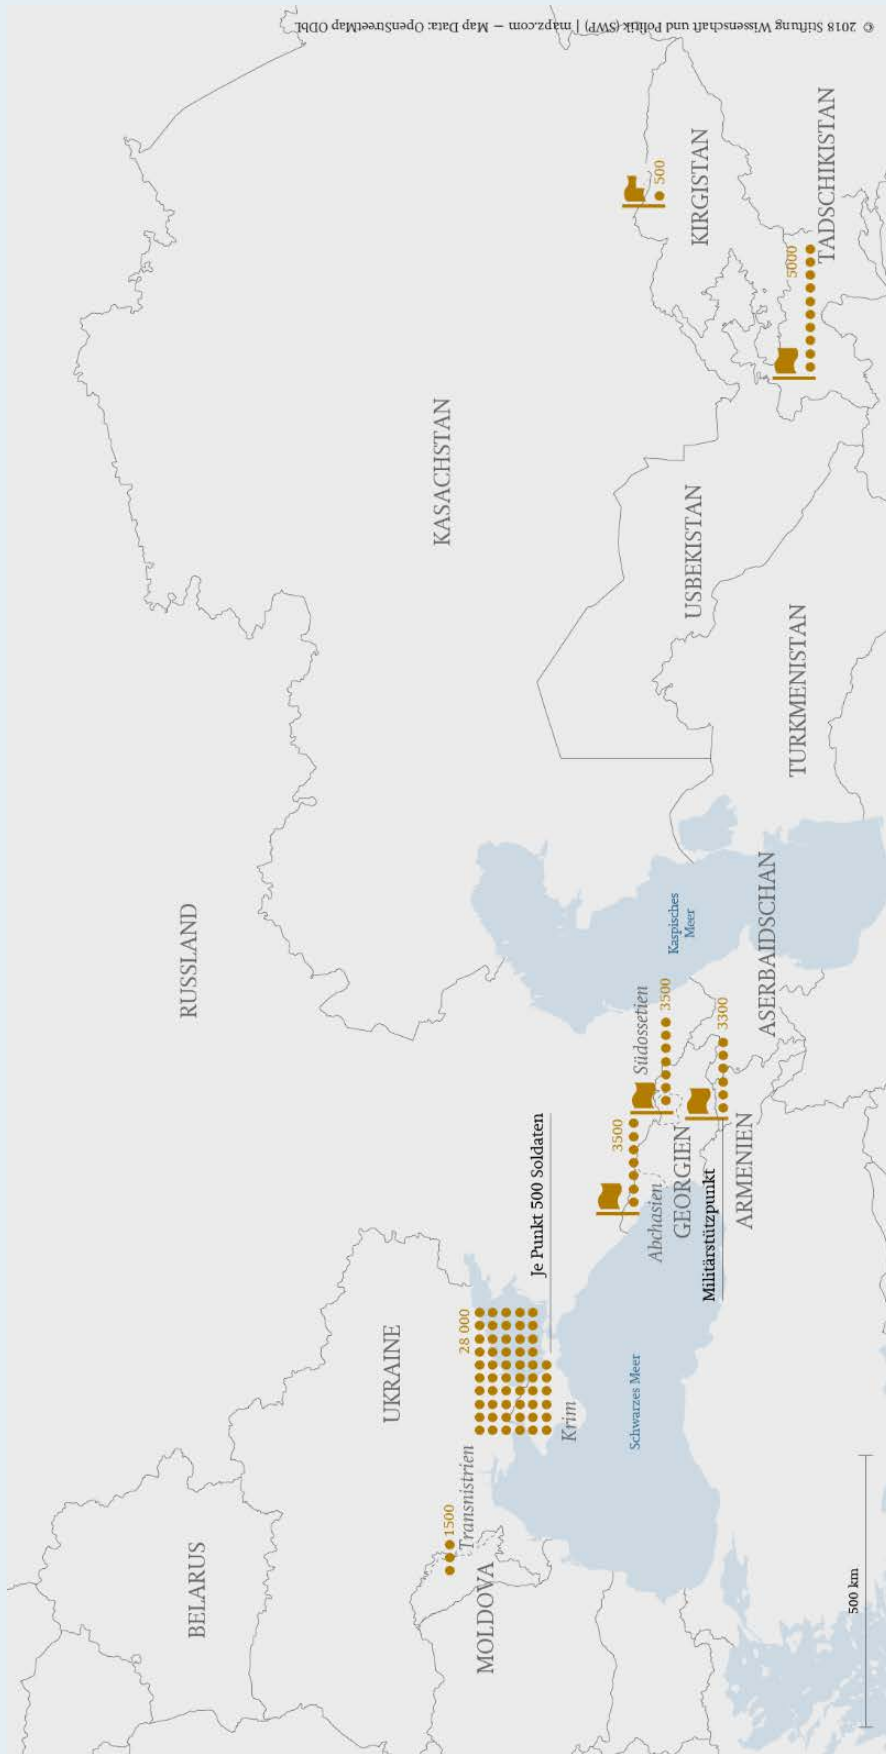 RUSSLAND
BELARUS
UKRAINE
KASACHSTAN
MOLDOVA
1500
Transnistrien
28 000
Krim
Je Punkt 500 Soldaten
Schwarzes Meer
3500
Abchasien
Südossetien
3500
GEORGIEN
Militärstützpunkt
3300
ARMENIEN
ASERBAIDSCHAN
Kaspisches
Meer
USBEKISTAN
TURKMENISTAN
500
KIRGISTAN
5000
TADSCHIKISTAN
500 km
© 2018 Stiftung Wissenschaft und Politik (SWP) | mapz.com – Map Data: OpenStreetMap ODbL